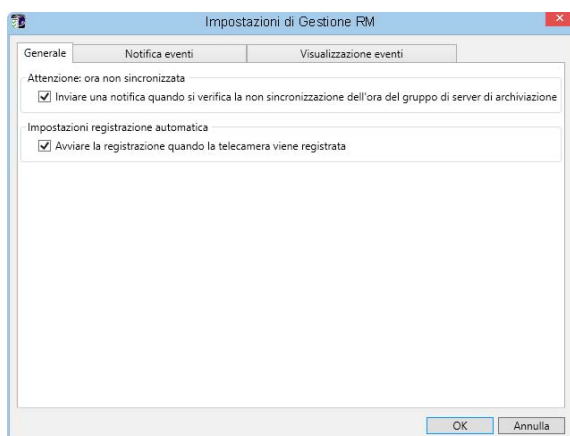 Impostazioni di Gestione RM
Generale
Notifica eventi
Visualizzazione eventi
Attenzione: ora non sincronizzata
Inviare una notifica quando si verifica la non sincronizzazione dell'ora del gruppo di server di archiviazione
Impostazioni registrazione automatica
Avviare la registrazione quando la telecamera viene registrata
OK
Annulla